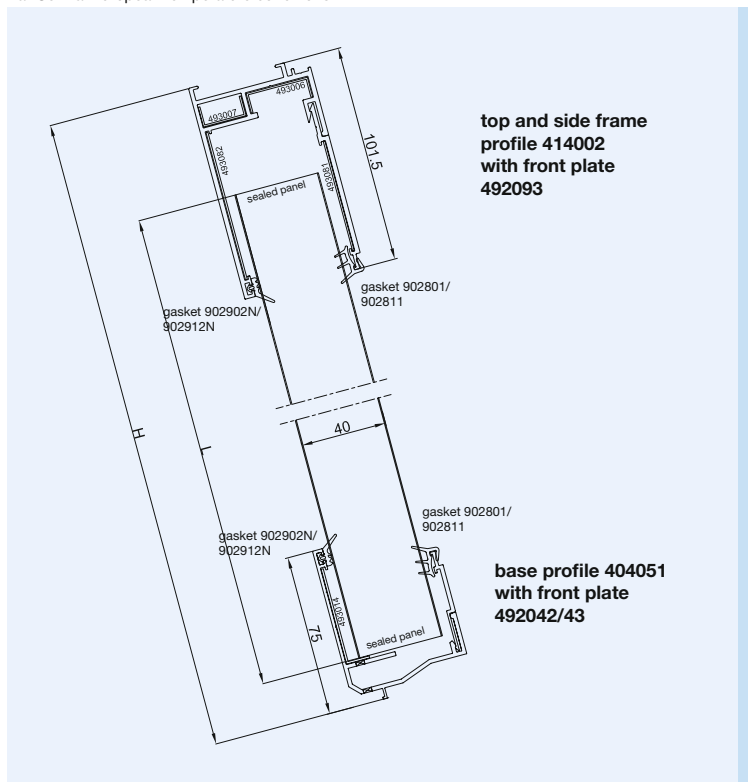 493006
493007
top and side frame
profile 414002
with front plate
492093
101.5
493082
493081
sealed panel
gasket 902801/
902811
gasket 902902N/
902912N
H
L
40
gasket 902801/
902811
gasket 902902N/
902912N
base profile 404051
with front plate
492042/43
493014
75
sealed panel